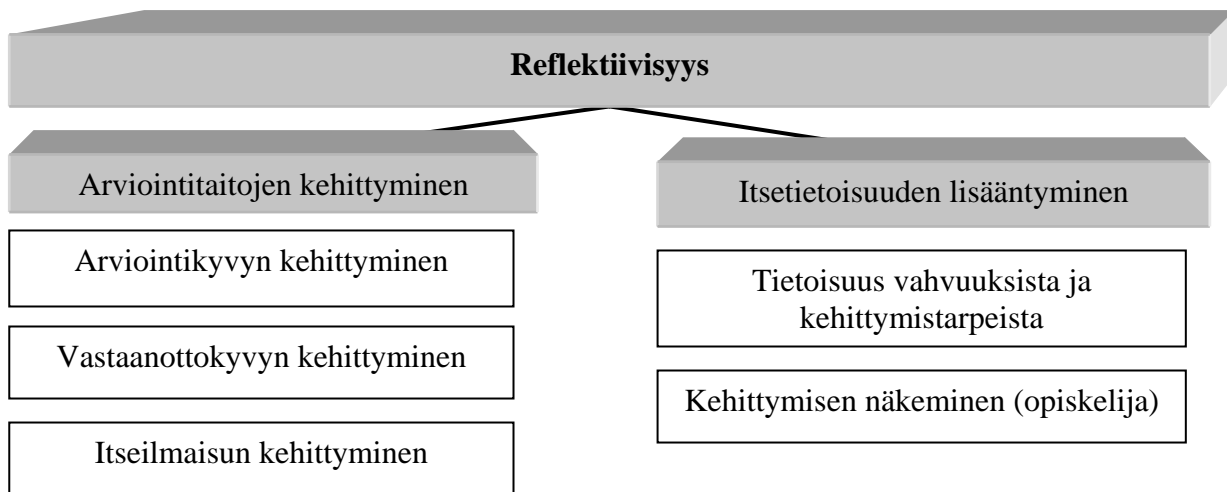 Reflektiivisyys
Arviointitaitojen kehittyminen
Arviointikyvyn kehittyminen
Vastaanottokyvyn kehittyminen
Itseilmaisun kehittyminen
Itsetietoisuuden lisääntyminen
Tietoisuus vahvuuksista ja
kehittymistarpeista
Kehittymisen näkeminen (opiskelija)